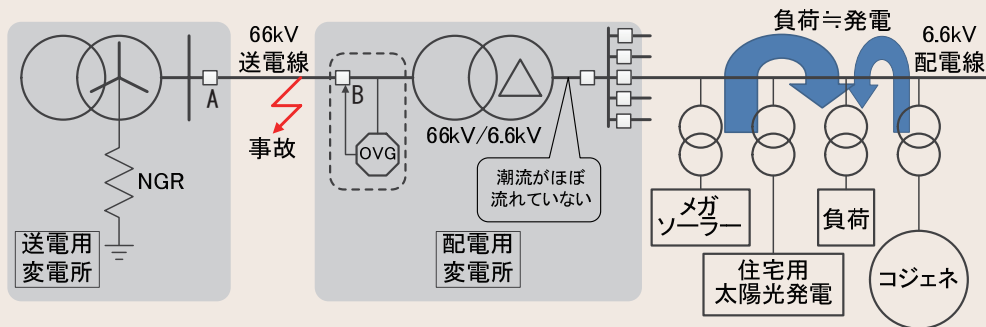 66kV
送電線
A
事故
NGR
送電用
変電所
B
OVG
66kV/6.6kV
潮流がほぼ
流れていない
配電用
変電所
負荷≒発電
6.6kV
配電線
メガ
ソーラー
住宅用
太陽光発電
負荷
コジェネ